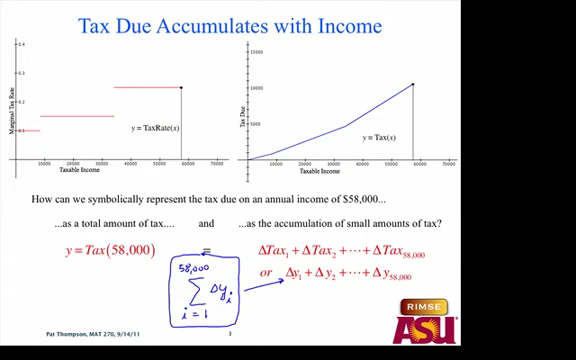 Tax Due Accumulates with Income
0.4
0.3
0.2
0.1
Marginal Tax Rate
y = TaxRate(x)
10000 20000 30000 40000 50000 60000 70000
Taxable Income
15000
10000
5000
Tax Due
y = Tax(x)
10000 20000 30000 40000 50000 60000 70000
Taxable Income
How can we symbolically represent the tax due on an annual income of $58,000...
...as a total amount of tax.... and ...as the accumulation of small amounts of tax?
y = Tax(58,000) = ΔTax₁ + ΔTax₂ + ··· + ΔTax₅₈,₀₀₀
or Δy₁ + Δy₂ + ··· + Δy₅₈,₀₀₀
58,000
∑ Δyᵢ
i = 1
RIMSE
ASU
Pat Thompson, MAT 270, 9/14/11
3